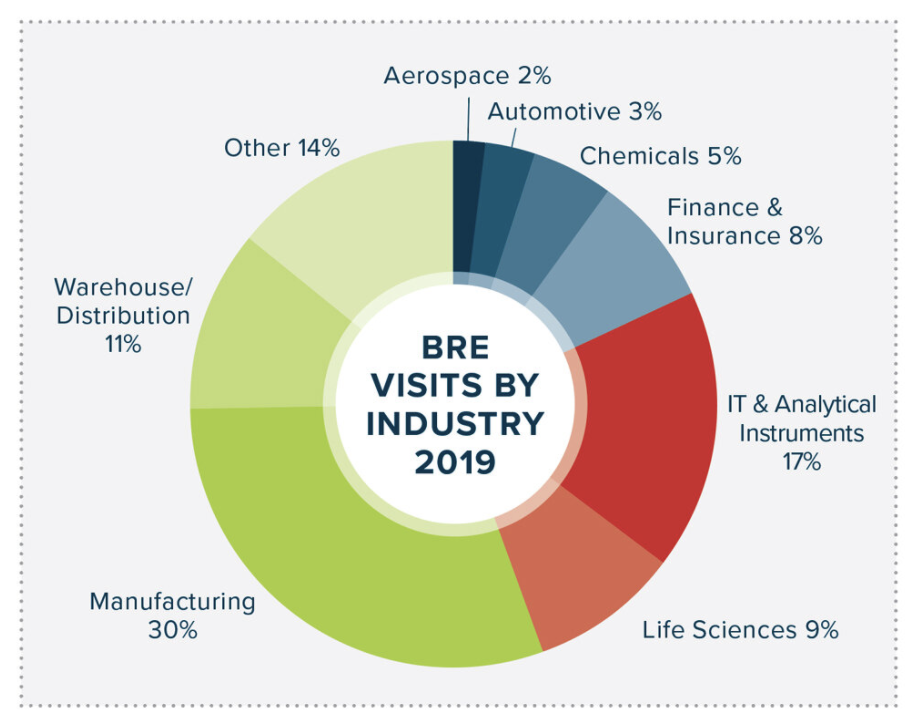 Aerospace 2%
Automotive 3%
Other 14%
Chemicals 5%
Finance &
Insurance 8%
Warehouse/
Distribution
11%
BRE
VISITS BY
INDUSTRY
2019
IT & Analytical
Instruments
17%
Manufacturing
30%
Life Sciences 9%